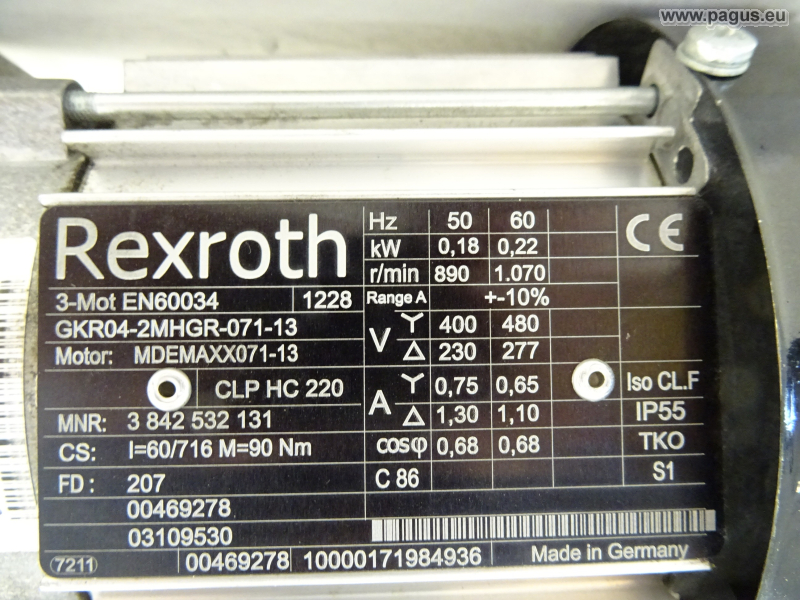 www.pagus.eu
Rexroth
Hz 50 60
kW 0,18 0,22
r/min 890 1.070
CE
3-Mot EN60034 1228
Range A +-10%
GKR04-2MHGR-071-13
Motor: MDEMAXX071-13
V 400 480
230 277
CLP HC 220
A 0,75 0,65 Iso CL.F
MNR: 3 842 532 131
1,30 1,10 IP55
CS: I=60/716 M=90 Nm
cosφ 0,68 0,68 TKO
FD : 207
C 86 S1
00469278
03109530
7211 00469278 10000171984936 Made in Germany